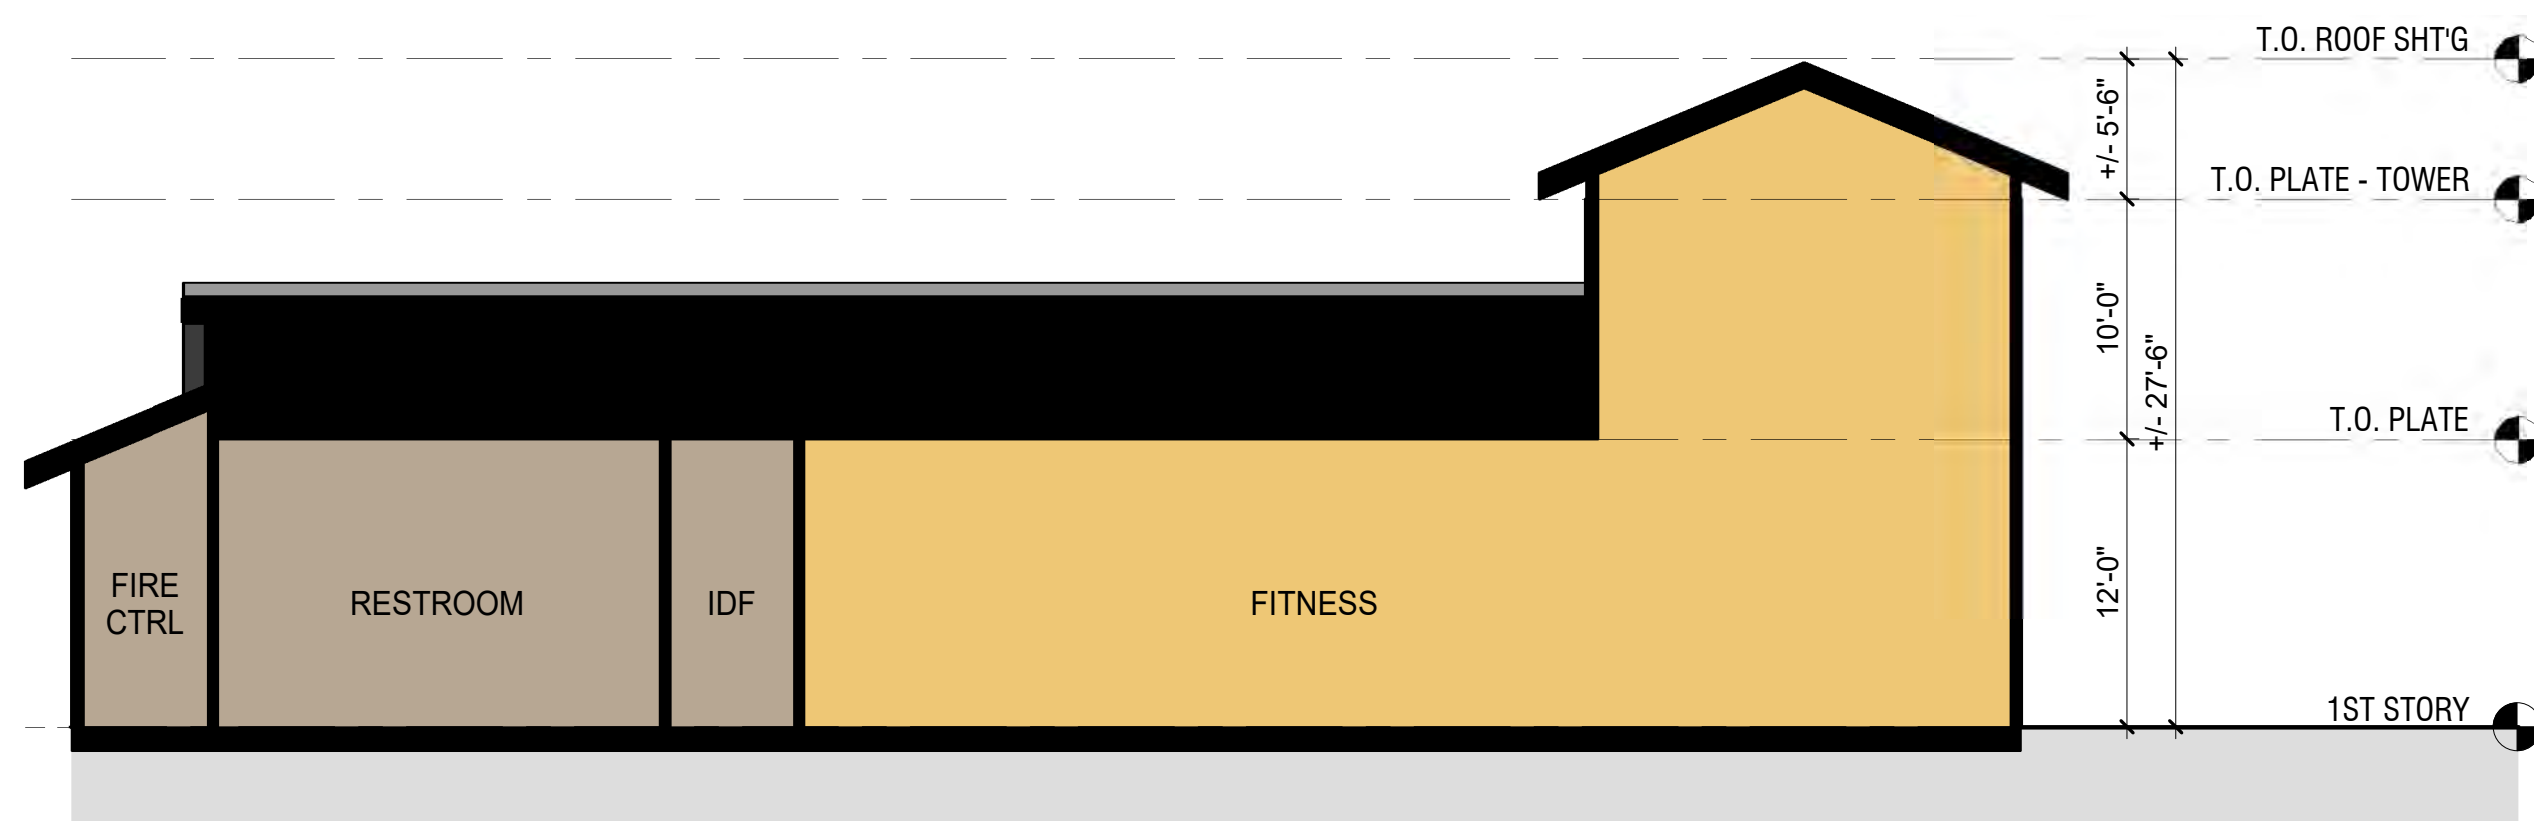 T.O. ROOF SHT'G
+/- 5'-6"
T.O. PLATE - TOWER
10'-0"
+/- 27'-6"
T.O. PLATE
12'-0"
FIRE
CTRL
RESTROOM
IDF
FITNESS
1ST STORY